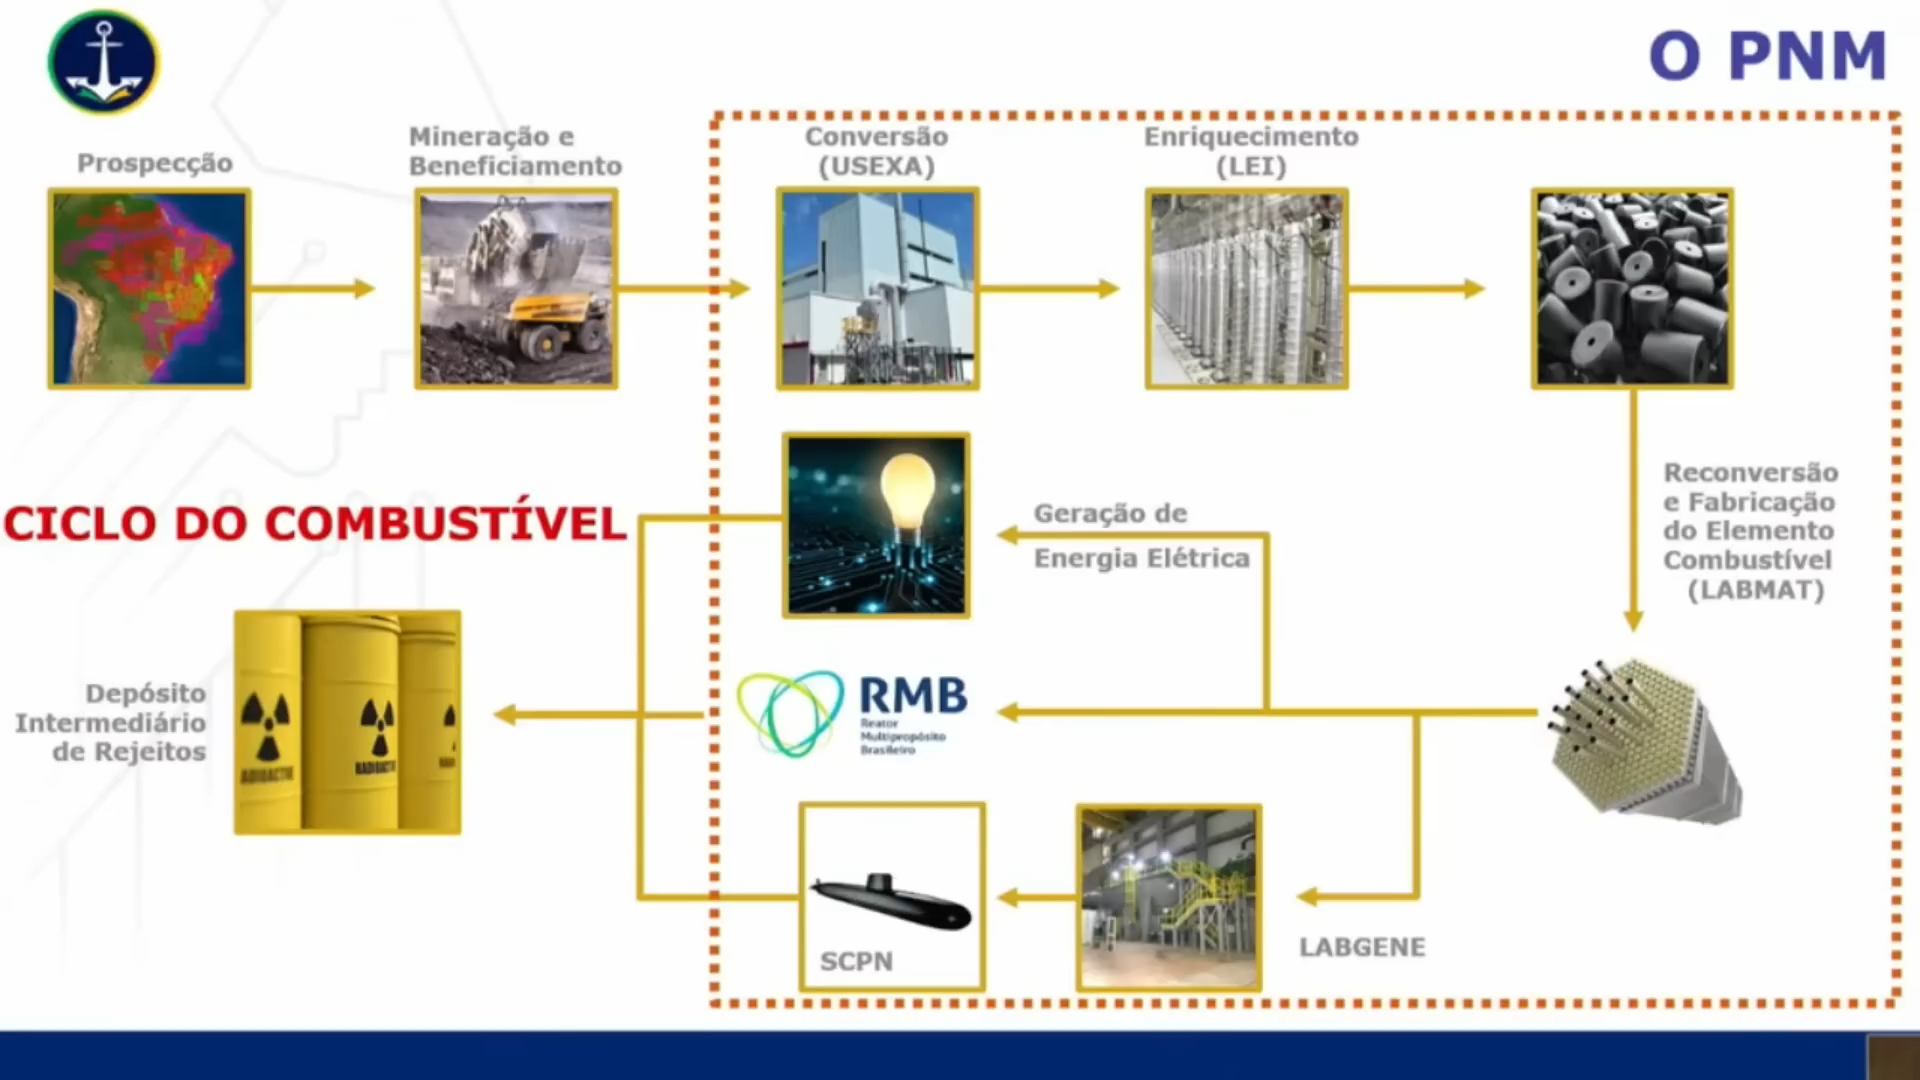 O PNM
Prospecção
Mineração e
Beneficiamento
Conversão
(USEXA)
Enriquecimento
(LEI)
Reconversão
e Fabricação
do Elemento
Combustível
(LABMAT)
CICLO DO COMBUSTÍVEL
Geração de
Energia Elétrica
RMB
Reator
Multipropósito
Brasileiro
Depósito
Intermediário
de Rejeitos
RADIOACTIVE
SCPN
LABGENE